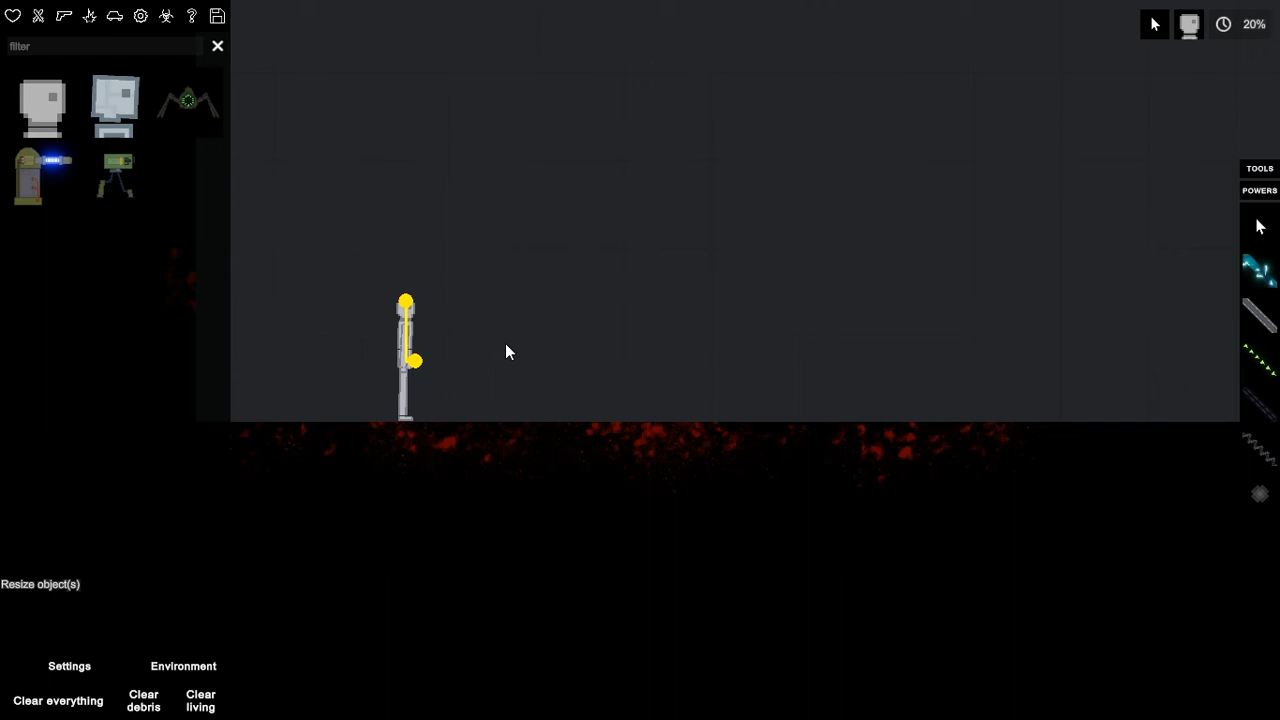 filter
20%
TOOLS
POWERS
Resize object(s)
Settings
Environment
Clear everything
Clear
debris
Clear
living